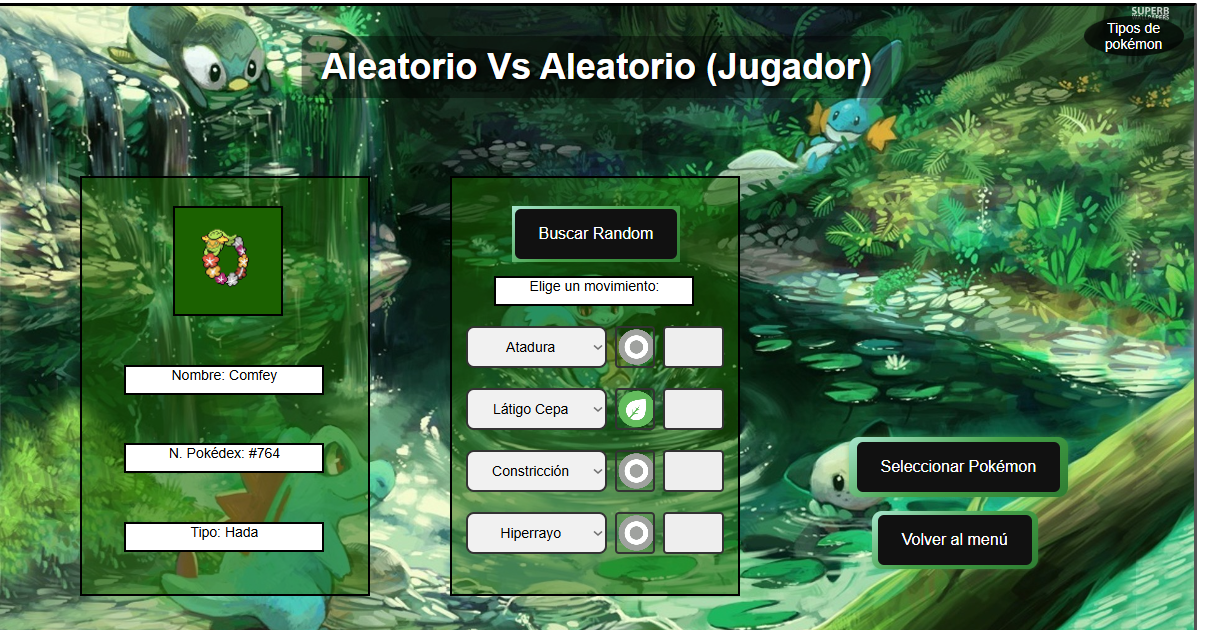 SUPERB
Tipos de
pokémon
Aleatorio Vs Aleatorio (Jugador)
Nombre: Comfey
N. Pokédex: #764
Tipo: Hada
Buscar Random
Elige un movimiento:
Atadura
Látigo Cepa
Constricción
Hiperrayo
Seleccionar Pokémon
Volver al menú